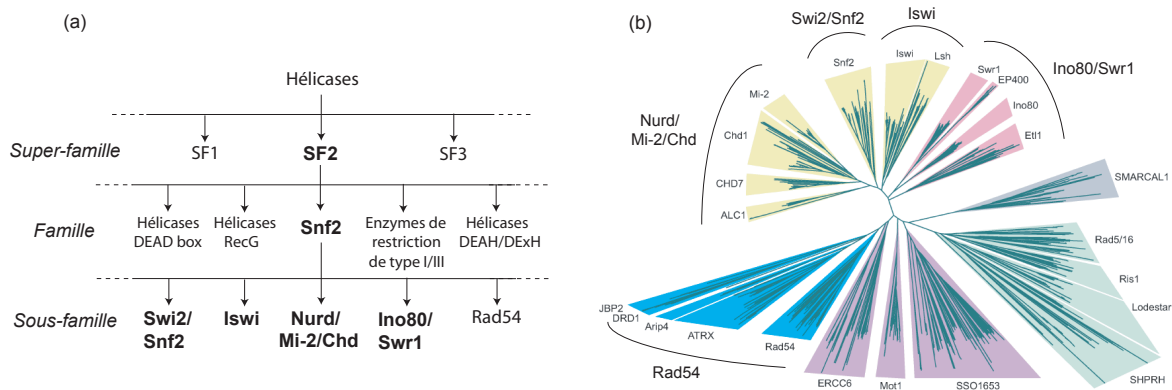 (a)
Hélicases
Super-famille
SF1
SF2
SF3
Famille
Hélicases
DEAD box
Hélicases
RecG
Snf2
Enzymes de
restriction
de type I/III
Hélicases
DEAH/DExH
Sous-famille
Swi2/
Snf2
Iswi
Nurd/
Mi-2/Chd
Ino80/
Swr1
Rad54
(b)
Swi2/Snf2
Iswi
Ino80/Swr1
Nurd/
Mi-2/Chd
Snf2
Iswi
Lsh
Swr1
EP400
Ino80
Etl1
Mi-2
Chd1
CHD7
ALC1
SMARCAL1
Rad5/16
Ris1
Lodestar
SHPRH
JBP2
DRD1
Arip4
ATRX
Rad54
ERCC6
Mot1
SSO1653
Rad54